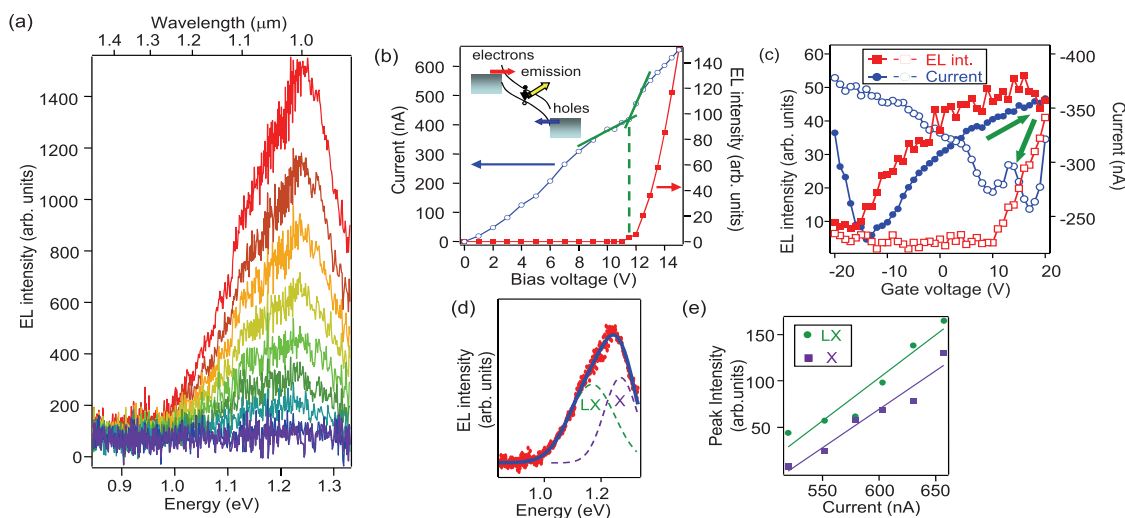 (a)
Wavelength (μm)
1.4 1.3 1.2 1.1 1.0
1400
1200
1000
800
600
400
200
0
EL intensity (arb. units)
0.9 1.0 1.1 1.2 1.3
Energy (eV)
(b)
600
500
400
300
200
100
0
Current (nA)
electrons
emission
holes
140
120
100
80
60
40
20
0
EL intensity (arb. units)
0 2 4 6 8 10 12 14
Bias voltage (V)
(c)
60
50
40
30
20
10
EL intensity (arb. units)
EL int.
Current
-400
-350
-300
-250
Current (nA)
-20 -10 0 10 20
Gate voltage (V)
(d)
EL intensity
(arb. units)
LX
X
1.0 1.2
Energy (eV)
(e)
Peak Intensity
(arb.units)
150
100
50
LX
X
550 600 650
Current (nA)